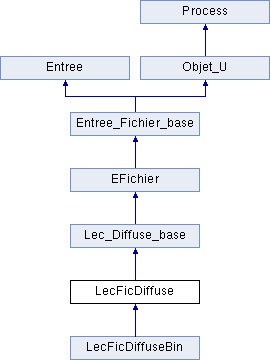 Process
Entree
Objet_U
Entree_Fichier_base
EFichier
Lec_Diffuse_base
LecFicDiffuse
LecFicDiffuseBin